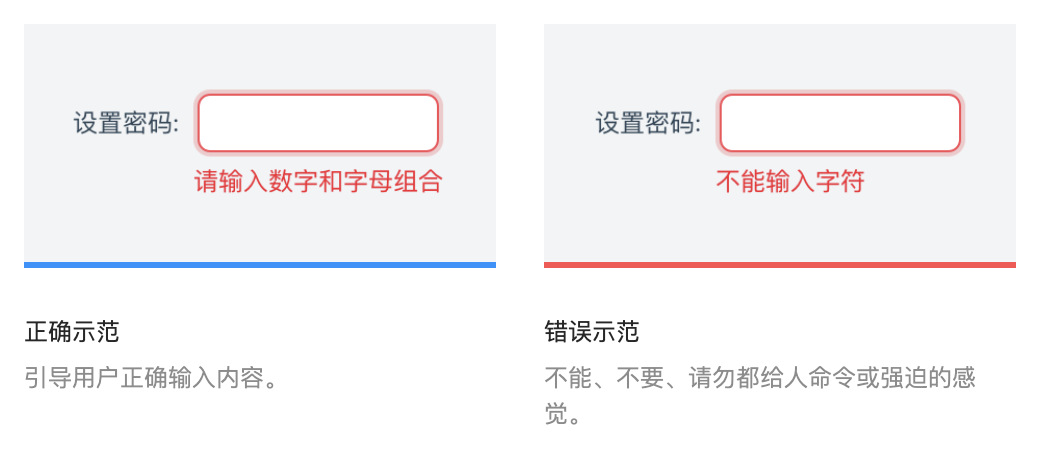 设置密码:
请输入数字和字母组合
正确示范
引导用户正确输入内容。
设置密码:
不能输入字符
错误示范
不能、不要、请勿都给人命令或强迫的感
觉。